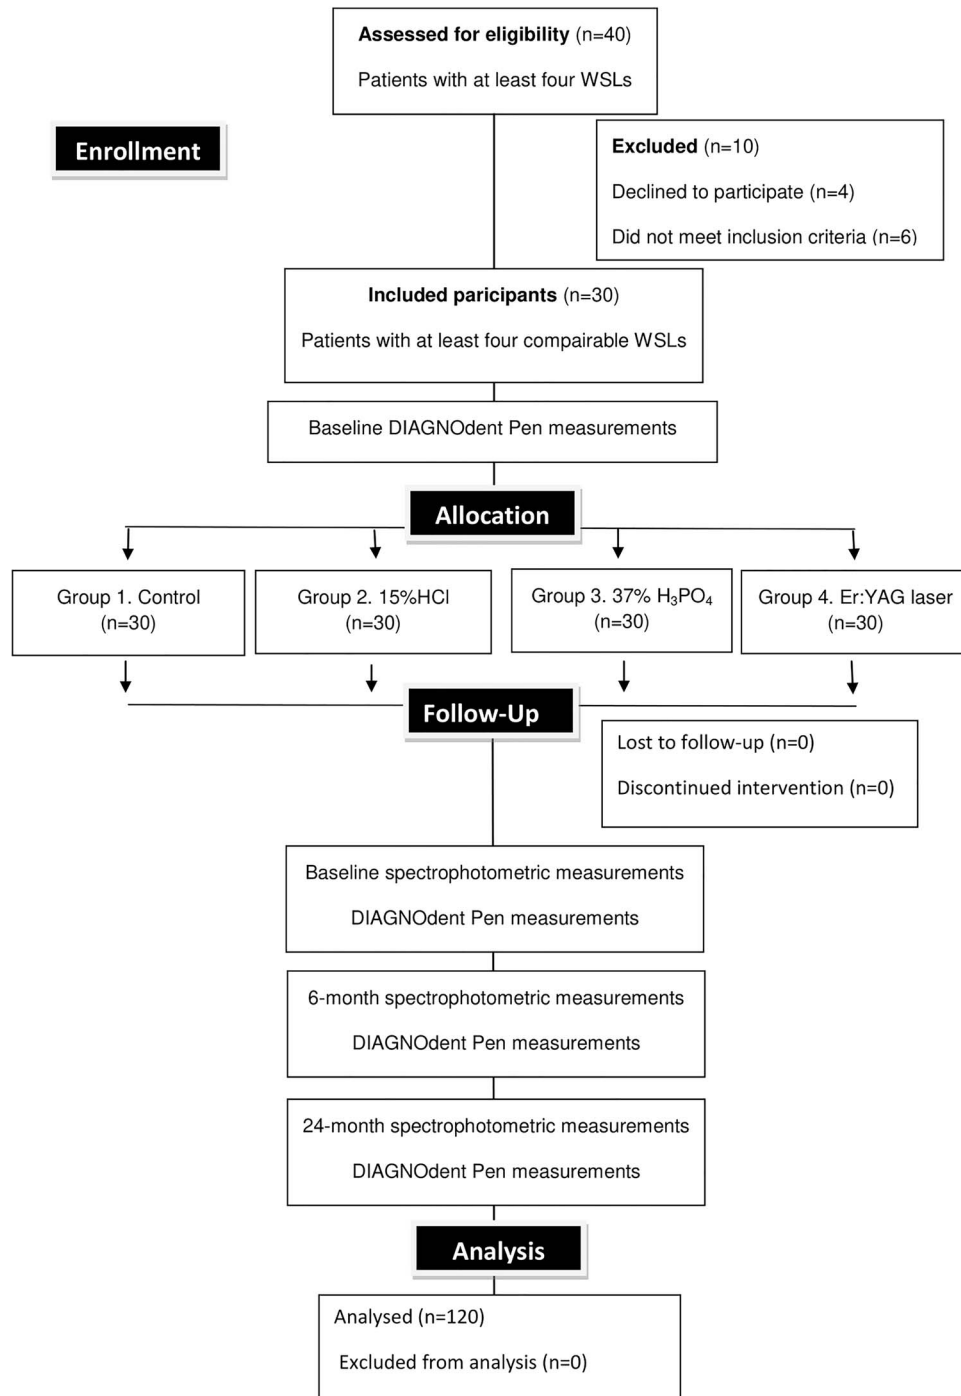 Assessed for eligibility (n=40)
Patients with at least four WSLs
Enrollment
Excluded (n=10)
Declined to participate (n=4)
Did not meet inclusion criteria (n=6)
Included paricipants (n=30)
Patients with at least four compairable WSLs
Baseline DIAGNOdent Pen measurements
Allocation
Group 1. Control
(n=30)
Group 2. 15%HCl
(n=30)
Group 3. 37% H₃PO₄
(n=30)
Group 4. Er:YAG laser
(n=30)
Follow-Up
Lost to follow-up (n=0)
Discontinued intervention (n=0)
Baseline spectrophotometric measurements
DIAGNOdent Pen measurements
6-month spectrophotometric measurements
DIAGNOdent Pen measurements
24-month spectrophotometric measurements
DIAGNOdent Pen measurements
Analysis
Analysed (n=120)
Excluded from analysis (n=0)